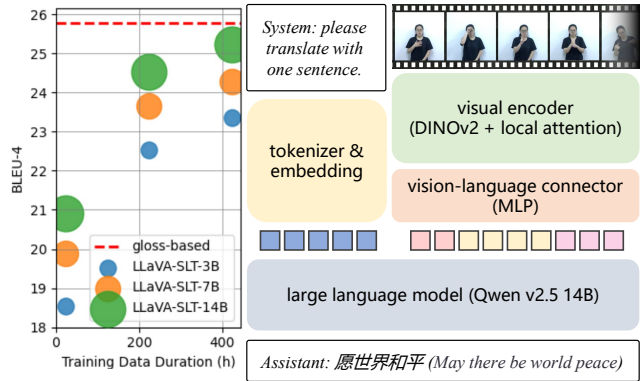 26
25
24
23
22
21
20
19
18
BLEU-4
gloss-based
LLaVA-SLT-3B
LLaVA-SLT-7B
LLaVA-SLT-14B
0
200
400
Training Data Duration (h)
System: please
translate with
one sentence.
tokenizer &
embedding
visual encoder
(DINOv2 + local attention)
vision-language connector
(MLP)
large language model (Qwen v2.5 14B)
Assistant: 愿世界和平 (May there be world peace)